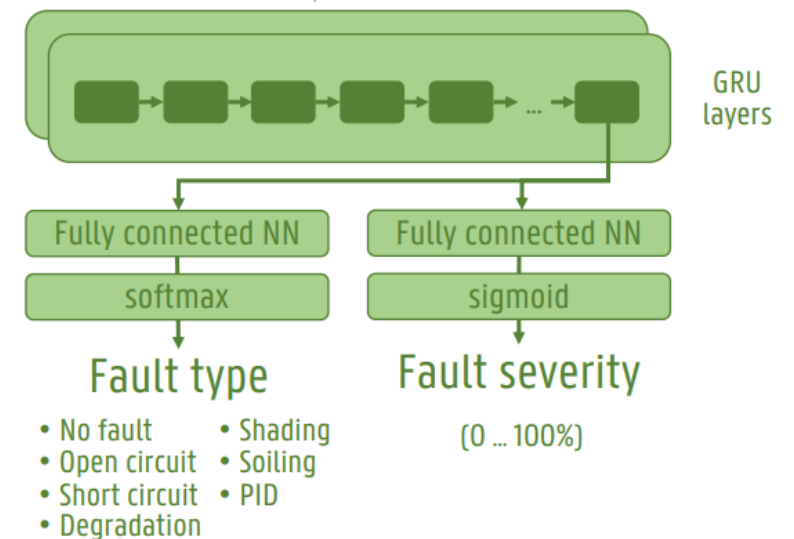 GRU
layers
...
Fully connected NN
Fully connected NN
softmax
sigmoid
Fault type
Fault severity
• No fault
• Open circuit
• Short circuit
• Degradation
• Shading
• Soiling
• PID
(0 ... 100%)